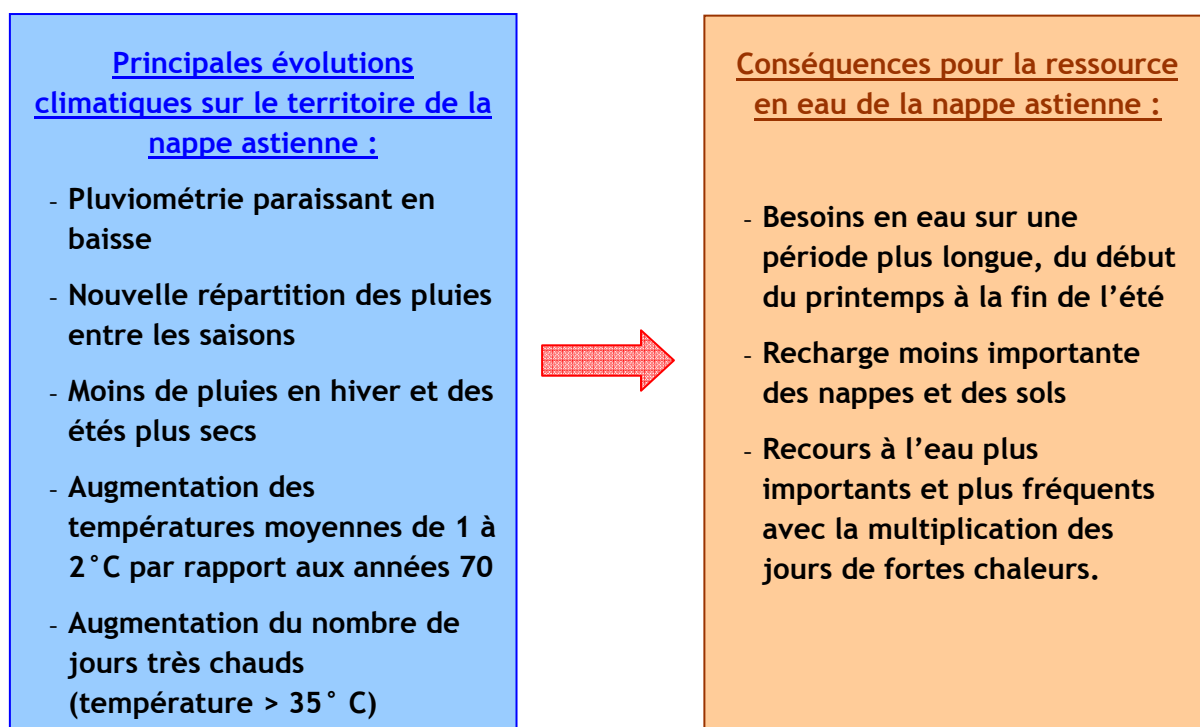 Principales évolutions
climatiques sur le territoire de la
nappe astienne :
- Pluviométrie paraissant en
baisse
- Nouvelle répartition des pluies
entre les saisons
- Moins de pluies en hiver et des
étés plus secs
- Augmentation des
températures moyennes de 1 à
2°C par rapport aux années 70
- Augmentation du nombre de
jours très chauds
(température > 35° C)
Conséquences pour la ressource
en eau de la nappe astienne :
- Besoins en eau sur une
période plus longue, du début
du printemps à la fin de l’été
- Recharge moins importante
des nappes et des sols
- Recours à l’eau plus
importants et plus fréquents
avec la multiplication des
jours de fortes chaleurs.